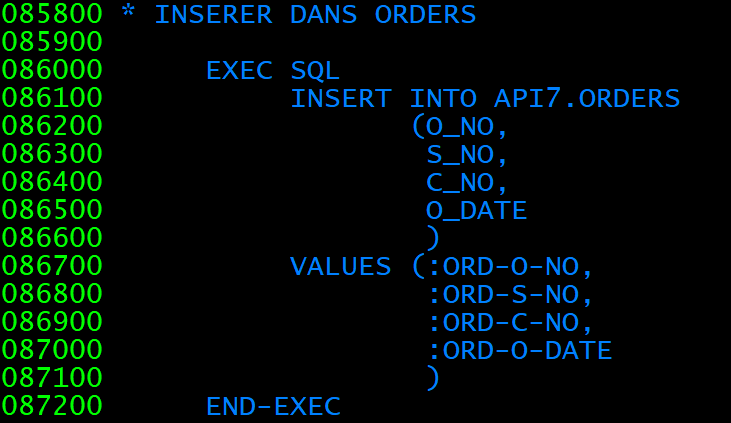 085800 * INSERER DANS ORDERS
085900
086000 EXEC SQL
086100 INSERT INTO API7.ORDERS
086200 (O_NO,
086300 S_NO,
086400 C_NO,
086500 O_DATE
086600 )
086700 VALUES (:ORD-O-NO,
086800 :ORD-S-NO,
086900 :ORD-C-NO,
087000 :ORD-O-DATE
087100 )
087200 END-EXEC